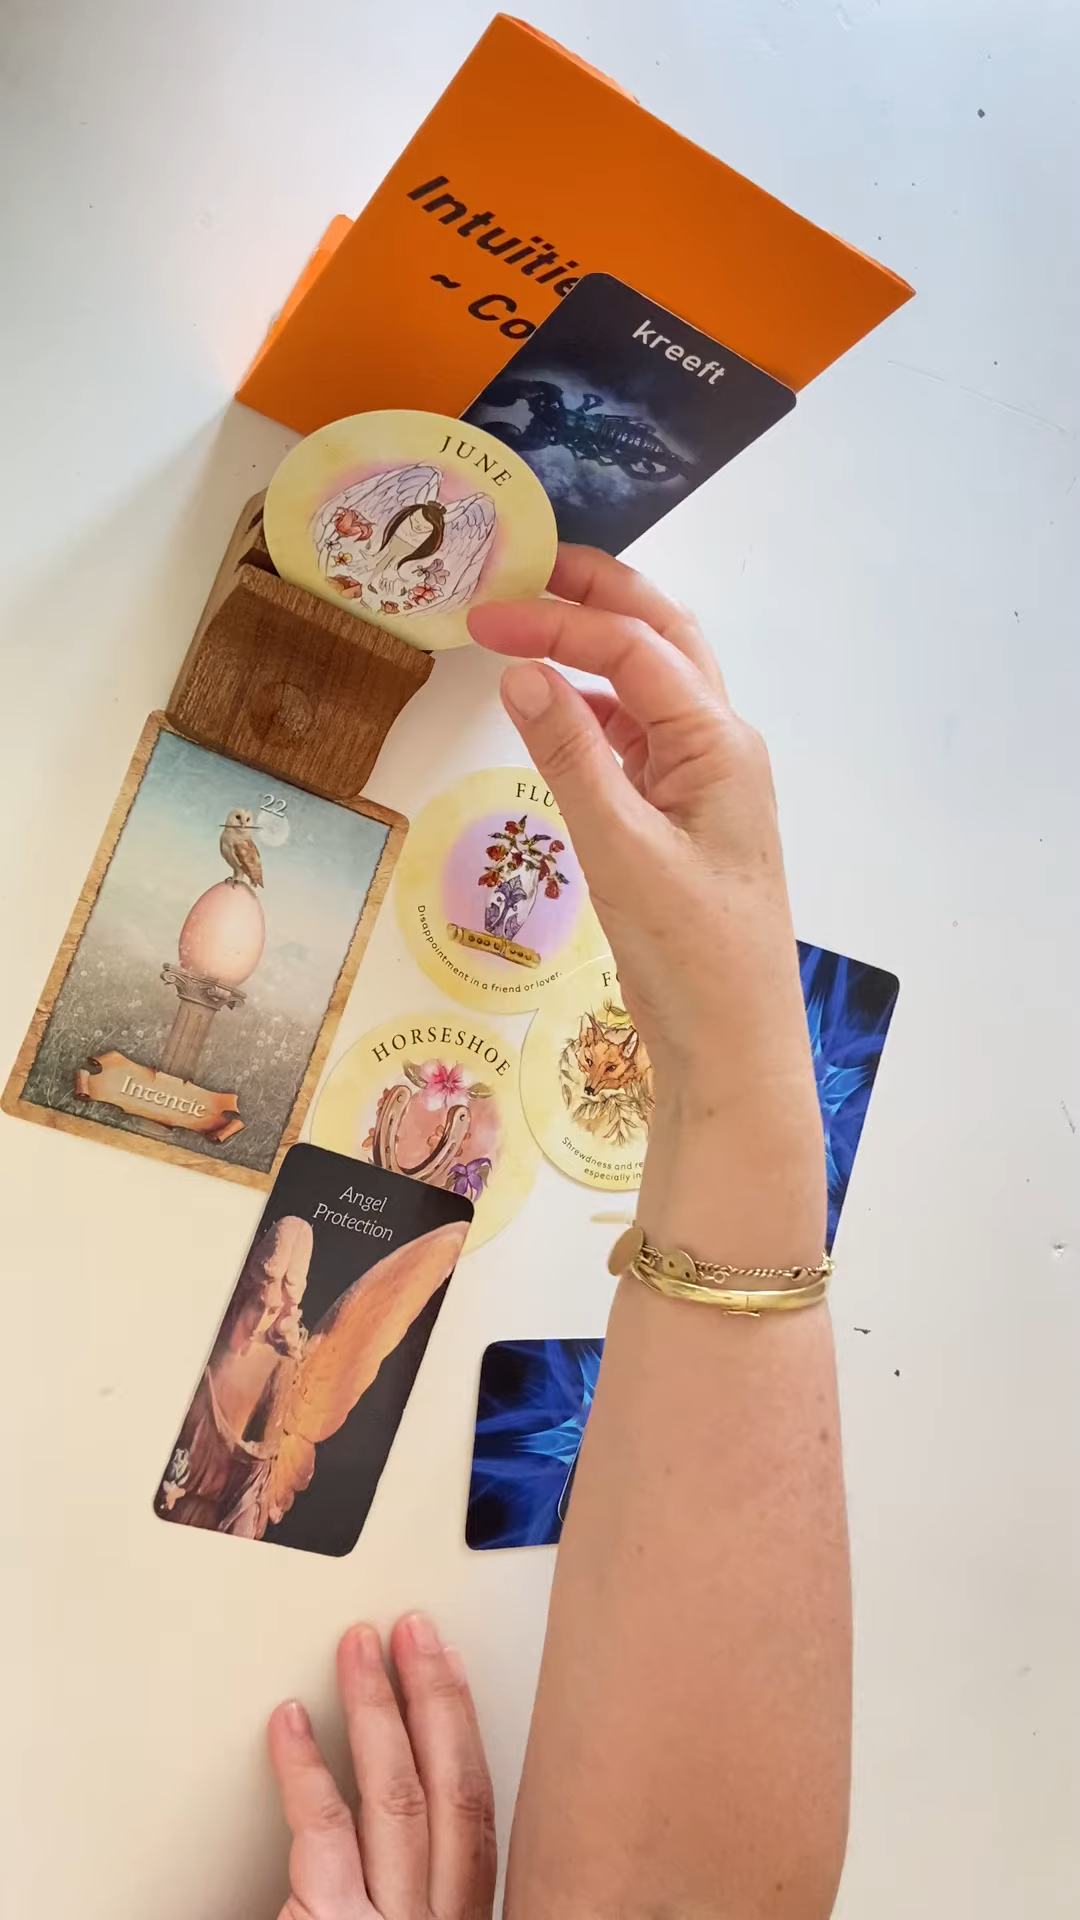 Intuïtie
~ Co
kreeft
JUNE
22
Intentie
FLU
Disappointment in a friend or lover.
HORSESHOE
FO
Shrewdness and re
especially in
Angel
Protection